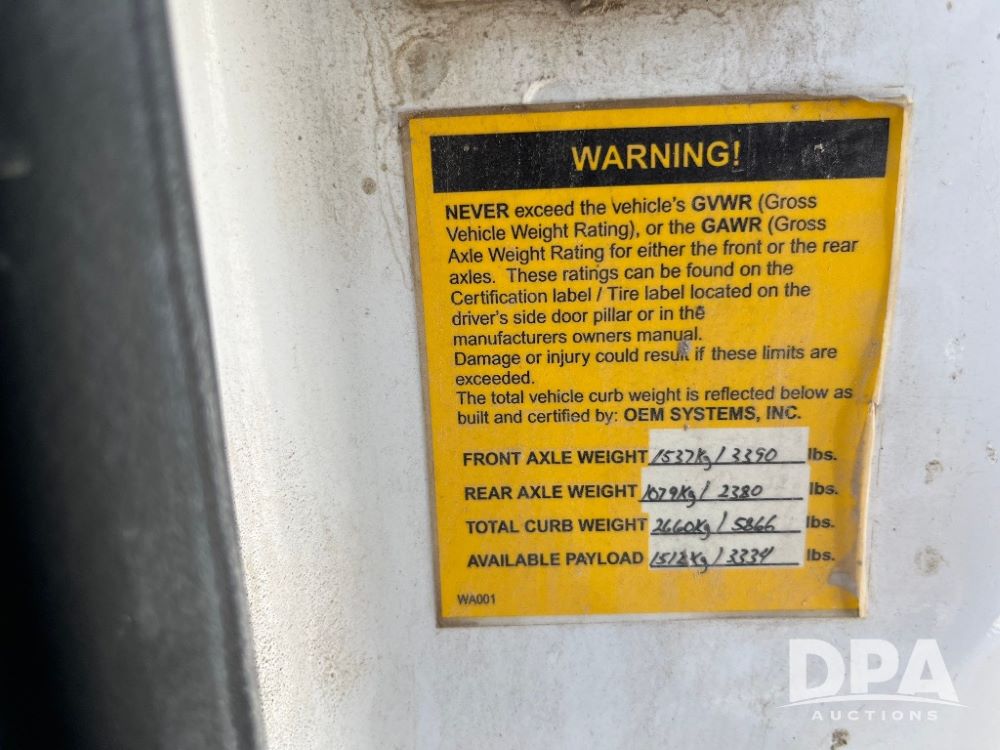 WARNING!
NEVER exceed the vehicle's GVWR (Gross
Vehicle Weight Rating), or the GAWR (Gross
Axle Weight Rating for either the front or the rear
axles. These ratings can be found on the
Certification label / Tire label located on the
driver's side door pillar or in the
manufacturers owners manual.
Damage or injury could result if these limits are
exceeded.
The total vehicle curb weight is reflected below as
built and certified by: OEM SYSTEMS, INC.
FRONT AXLE WEIGHT 1537Kg / 3390 lbs.
REAR AXLE WEIGHT 1079Kg / 2380 lbs.
TOTAL CURB WEIGHT 2660Kg / 5866 lbs.
AVAILABLE PAYLOAD 1512Kg / 3334 lbs.
WA001
DPA
AUCTIONS